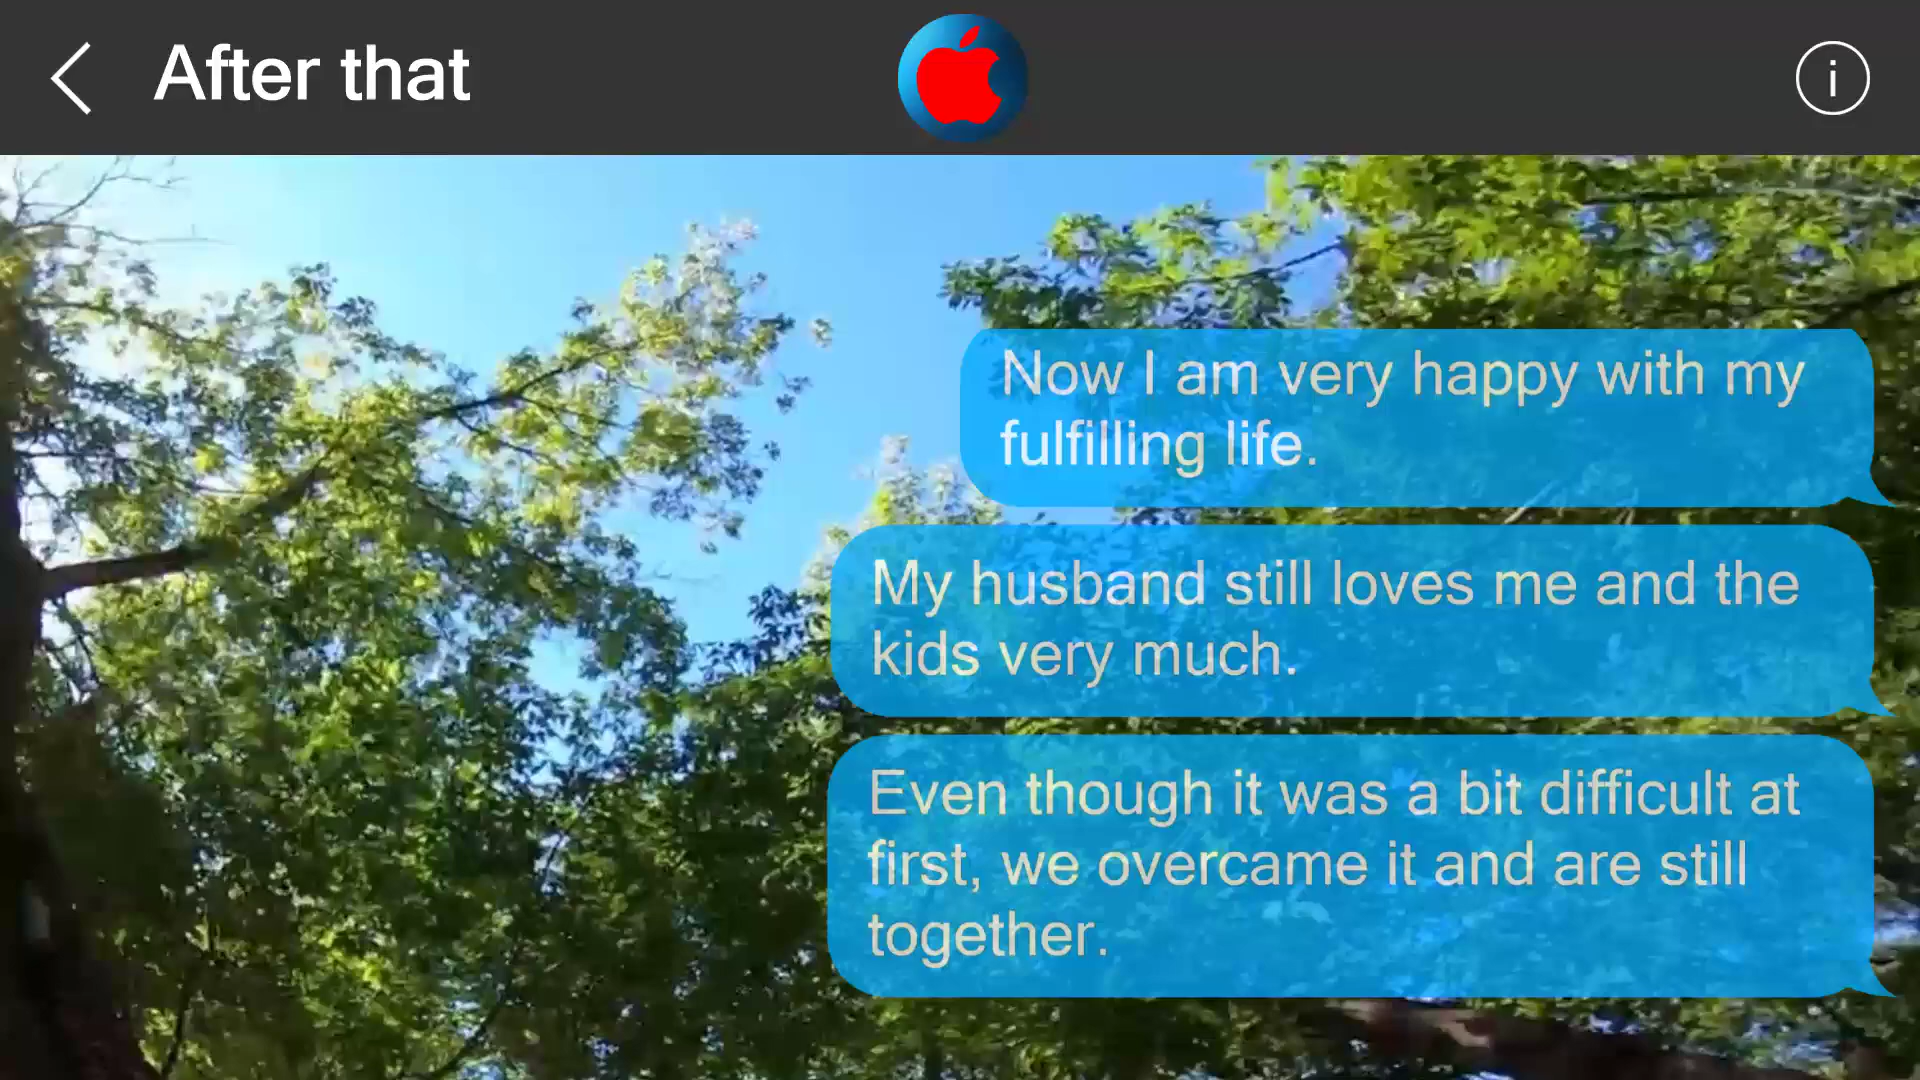 After that
Now I am very happy with my
fulfilling life.
My husband still loves me and the
kids very much.
Even though it was a bit difficult at
first, we overcame it and are still
together.